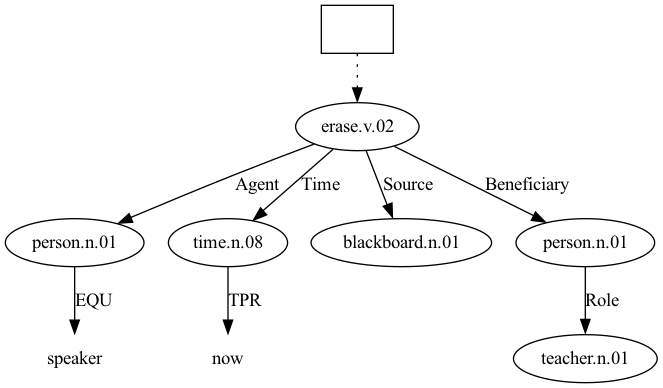 erase.v.02
Agent Time Source Beneficiary
person.n.01 time.n.08 blackboard.n.01 person.n.01
EQU TPR Role
speaker now teacher.n.01